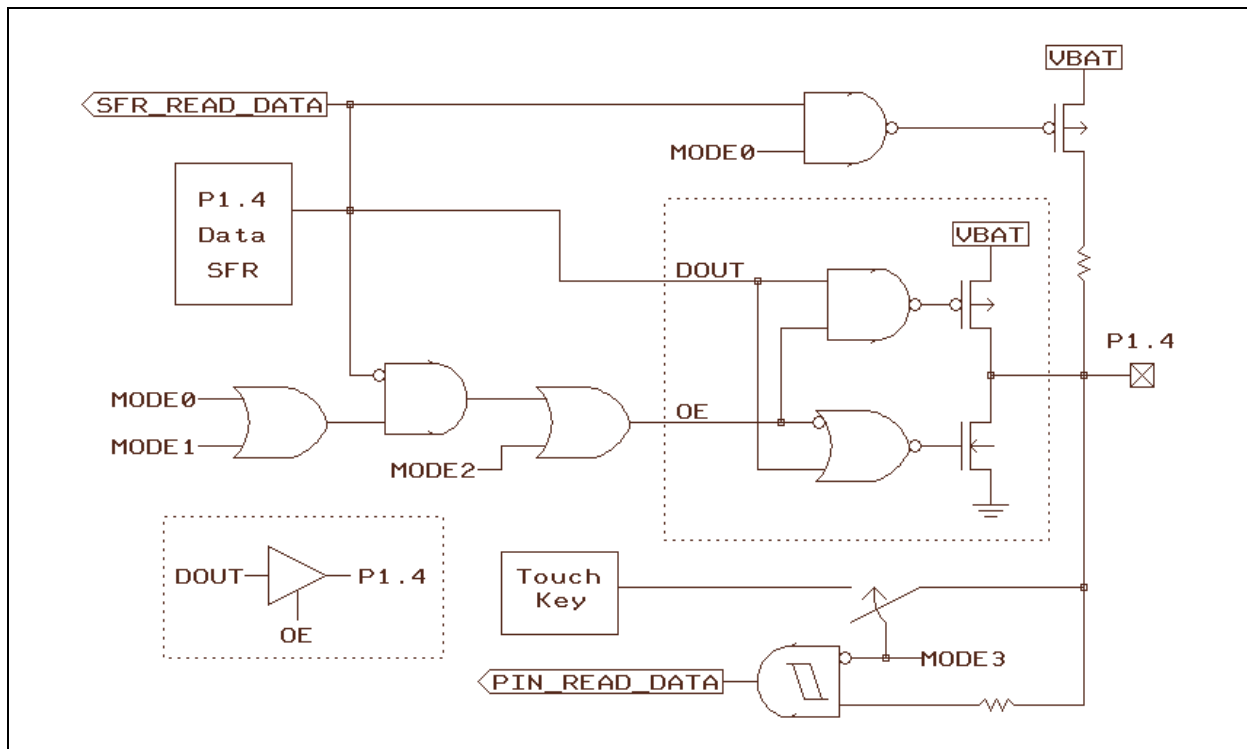 VBAT
SFR_READ_DATA
MODE0
P1.4
Data
SFR
VBAT
DOUT
P1.4
MODE0
OE
MODE1
MODE2
DOUT
P1.4
OE
Touch
Key
MODE3
PIN_READ_DATA